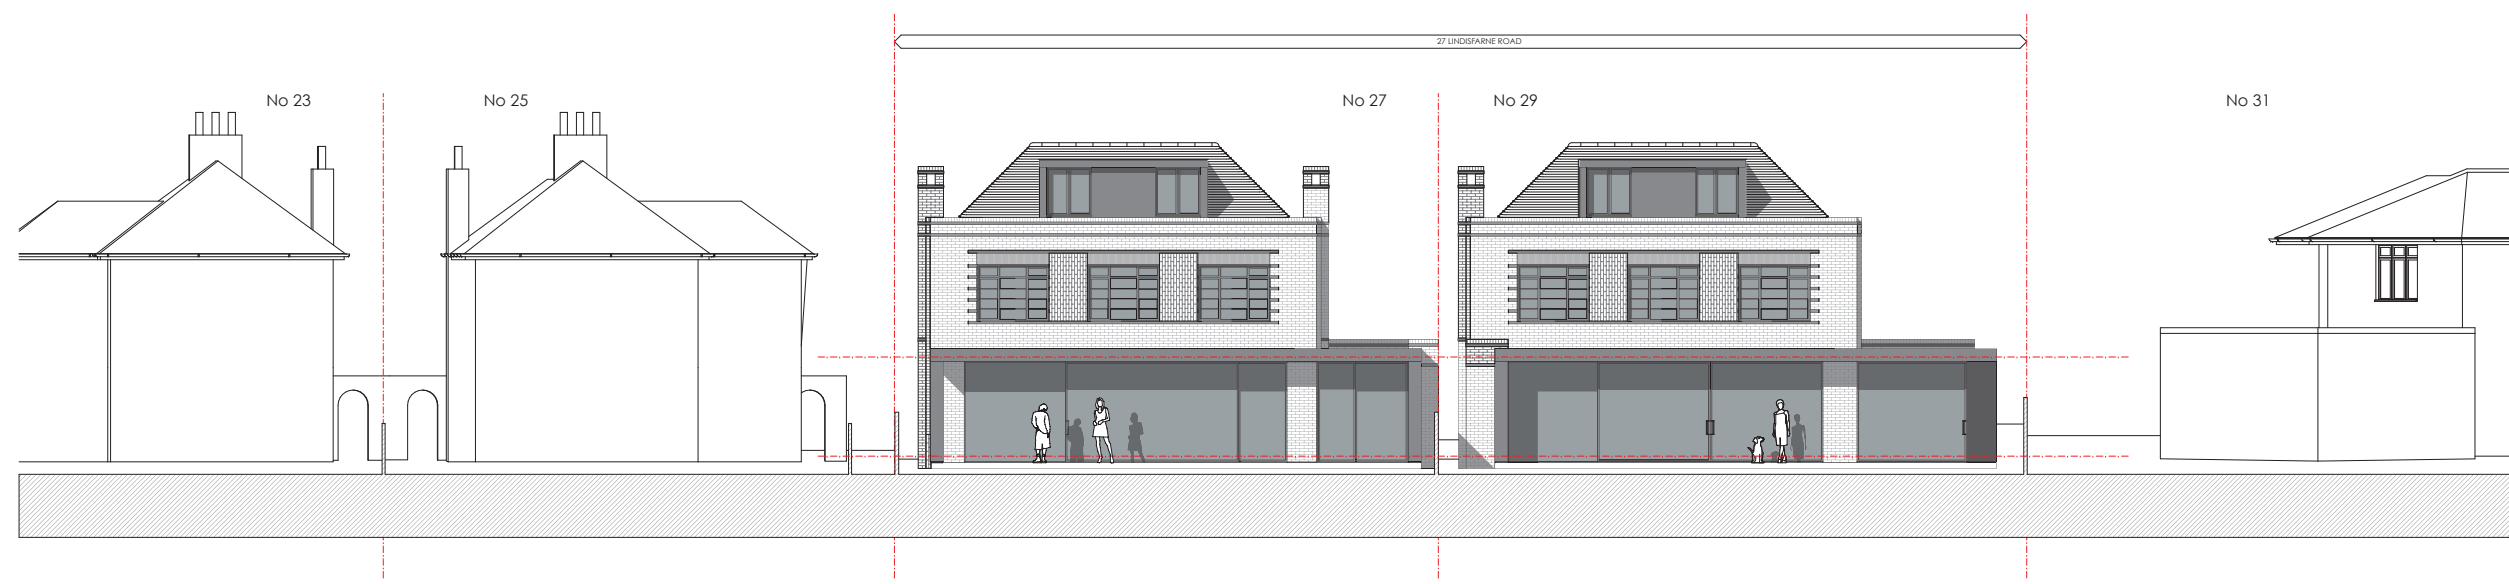 27 LINDISFARNE ROAD
No 23
No 25
No 27
No 29
No 31